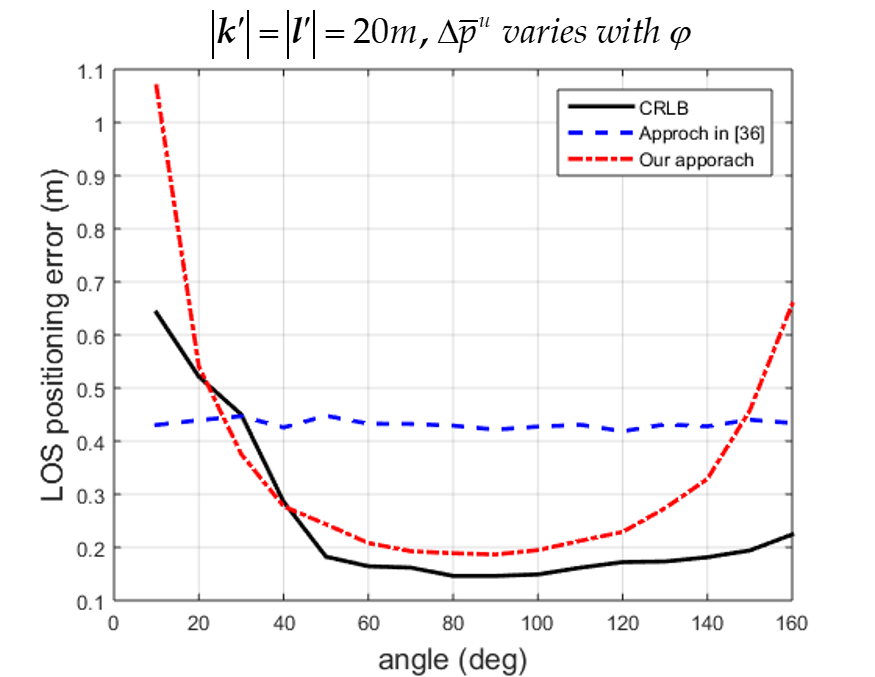 |k′| = |l′| = 20m, Δp̅ᵘ varies with φ
1.1
1
0.9
0.8
0.7
0.6
0.5
0.4
0.3
0.2
0.1
LOS positioning error (m)
CRLB
Approch in [36]
Our apporach
0 20 40 60 80 100 120 140 160
angle (deg)